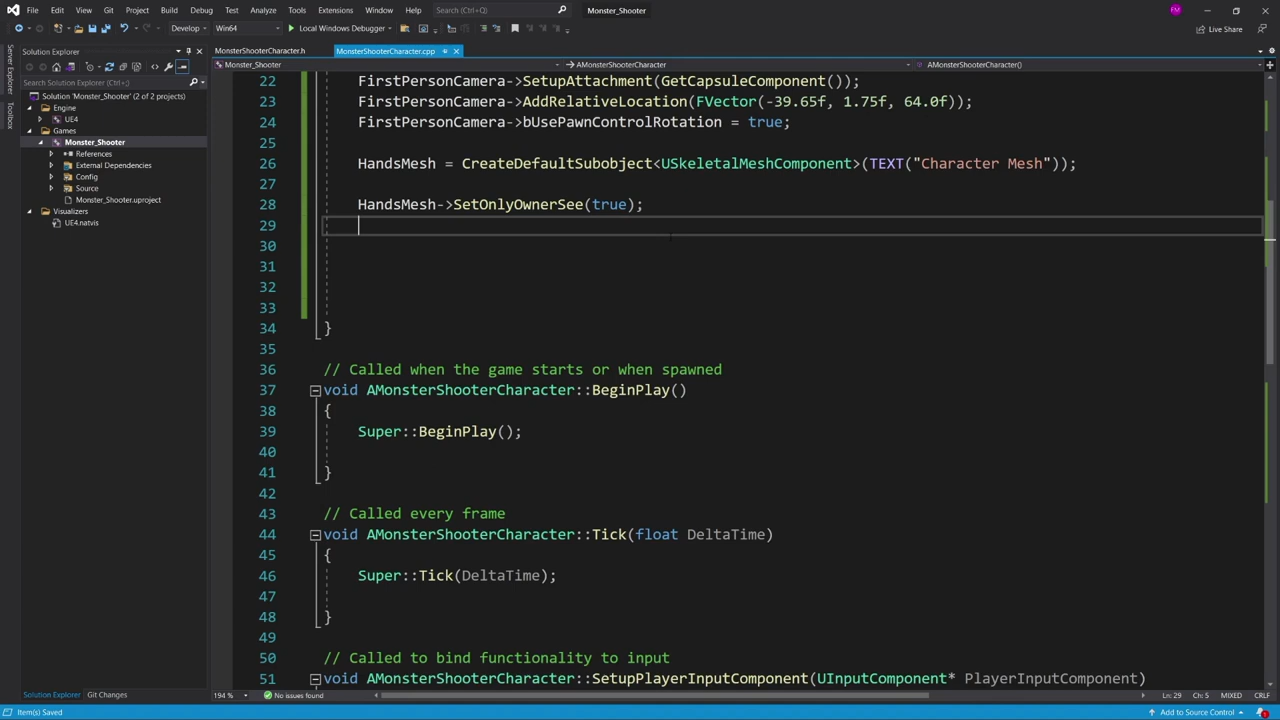 File Edit View Git Project Build Debug Test Analyze Tools Extensions Window Help Search (Ctrl+Q) Monster_Shooter FM
Develop Win64 Local Windows Debugger Live Share
Server Explorer
Toolbox
Solution Explorer
Search Solution Explorer (Ctrl+;)
Solution 'Monster_Shooter' (2 of 2 projects)
Engine
UE4
Games
Monster_Shooter
References
External Dependencies
Config
Source
Monster_Shooter.uproject
Visualizers
UE4.natvis
Solution Explorer Git Changes
MonsterShooterCharacter.h MonsterShooterCharacter.cpp
Monster_Shooter AMonsterShooterCharacter AMonsterShooterCharacter()
22 FirstPersonCamera->SetupAttachment(GetCapsuleComponent());
23 FirstPersonCamera->AddRelativeLocation(FVector(-39.65f, 1.75f, 64.0f));
24 FirstPersonCamera->bUsePawnControlRotation = true;
25
26 HandsMesh = CreateDefaultSubobject<USkeletalMeshComponent>(TEXT("Character Mesh"));
27
28 HandsMesh->SetOnlyOwnerSee(true);
29
30
31
32
33
34 }
35
36 // Called when the game starts or when spawned
37 void AMonsterShooterCharacter::BeginPlay()
38 {
39 Super::BeginPlay();
40
41 }
42
43 // Called every frame
44 void AMonsterShooterCharacter::Tick(float DeltaTime)
45 {
46 Super::Tick(DeltaTime);
47
48 }
49
50 // Called to bind functionality to input
51 void AMonsterShooterCharacter::SetupPlayerInputComponent(UInputComponent* PlayerInputComponent)
194 % No issues found Ln: 29 Ch: 5 MIXED CRLF
Item(s) Saved Add to Source Control 1